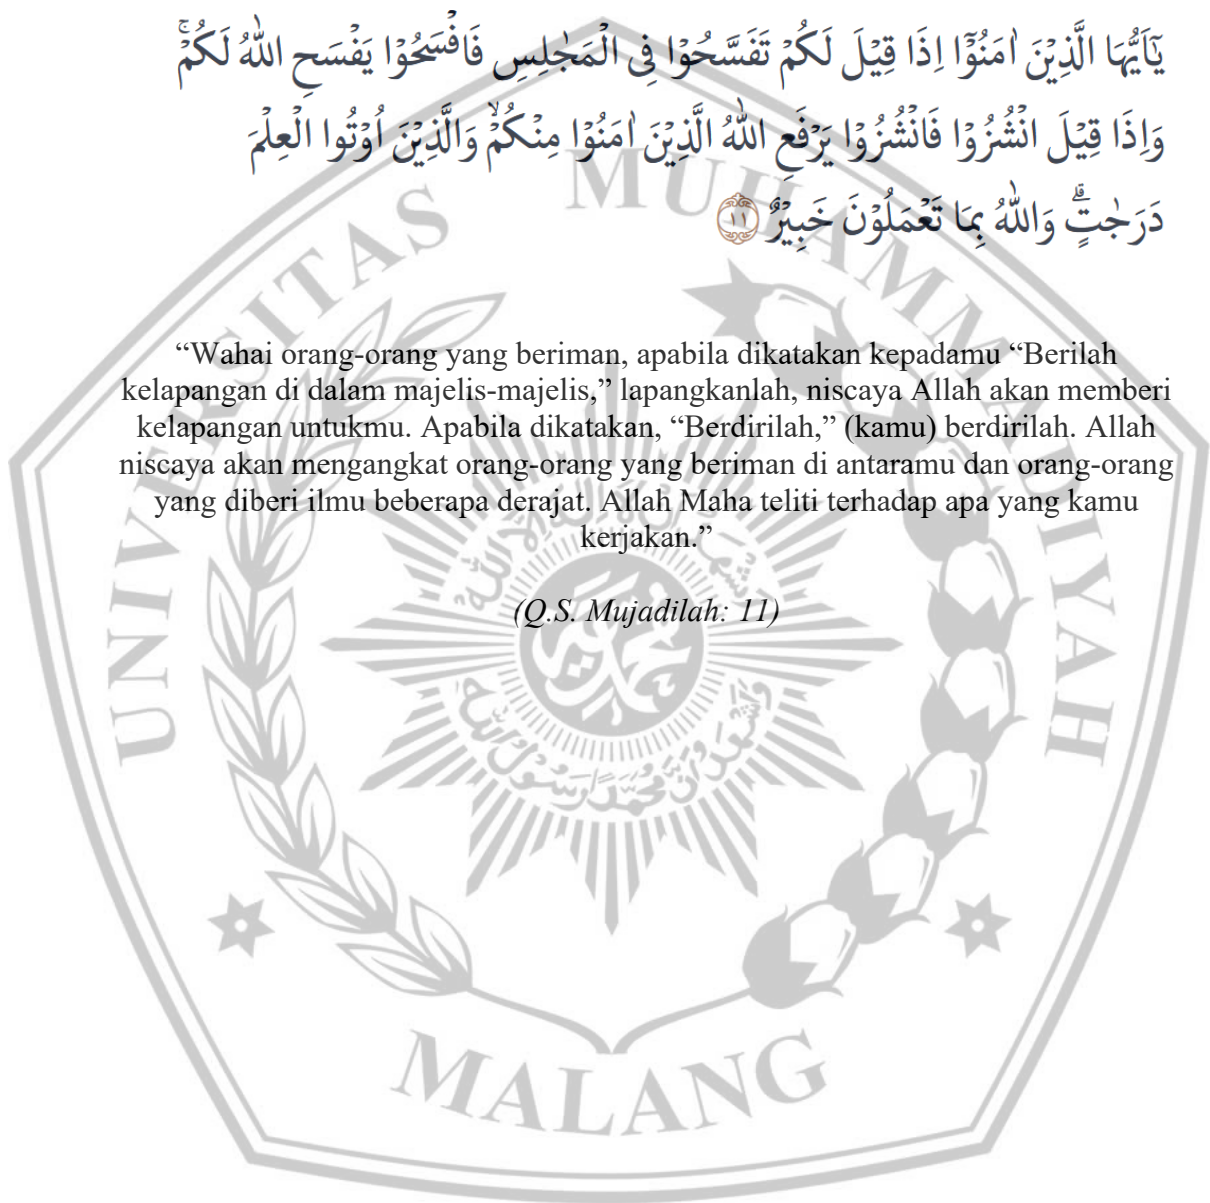 يٰٓاَيُّهَا الَّذِيْنَ اٰمَنُوْٓا اِذَا قِيْلَ لَكُمْ تَفَسَّحُوْا فِى الْمَجٰلِسِ فَافْسَحُوْا يَفْسَحِ اللّٰهُ لَكُمْۚ
وَاِذَا قِيْلَ انْشُزُوْا فَانْشُزُوْا يَرْفَعِ اللّٰهُ الَّذِيْنَ اٰمَنُوْا مِنْكُمْۙ وَالَّذِيْنَ اُوْتُوا الْعِلْمَ
دَرَجٰتٍۗ وَاللّٰهُ بِمَا تَعْمَلُوْنَ خَبِيْرٌ ١١
“Wahai orang-orang yang beriman, apabila dikatakan kepadamu “Berilah
kelapangan di dalam majelis-majelis,” lapangkanlah, niscaya Allah akan memberi
kelapangan untukmu. Apabila dikatakan, “Berdirilah,” (kamu) berdirilah. Allah
niscaya akan mengangkat orang-orang yang beriman di antaramu dan orang-orang
yang diberi ilmu beberapa derajat. Allah Maha teliti terhadap apa yang kamu
kerjakan.”
(Q.S. Mujadilah: 11)
UNIVERSITAS MUHAMMADIYAH
MALANG